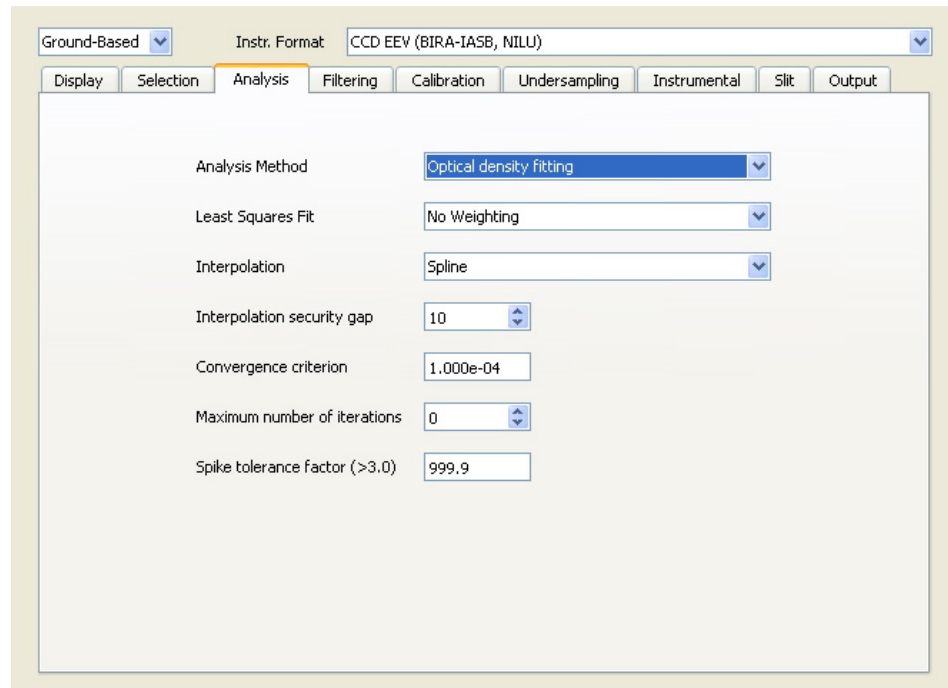 Ground-Based Instr. Format CCD EEV (BIRA-IASB, NILU)
Display Selection Analysis Filtering Calibration Undersampling Instrumental Slit Output
Analysis Method Optical density fitting
Least Squares Fit No Weighting
Interpolation Spline
Interpolation security gap 10
Convergence criterion 1.000e-04
Maximum number of iterations 0
Spike tolerance factor (>3.0) 999.9